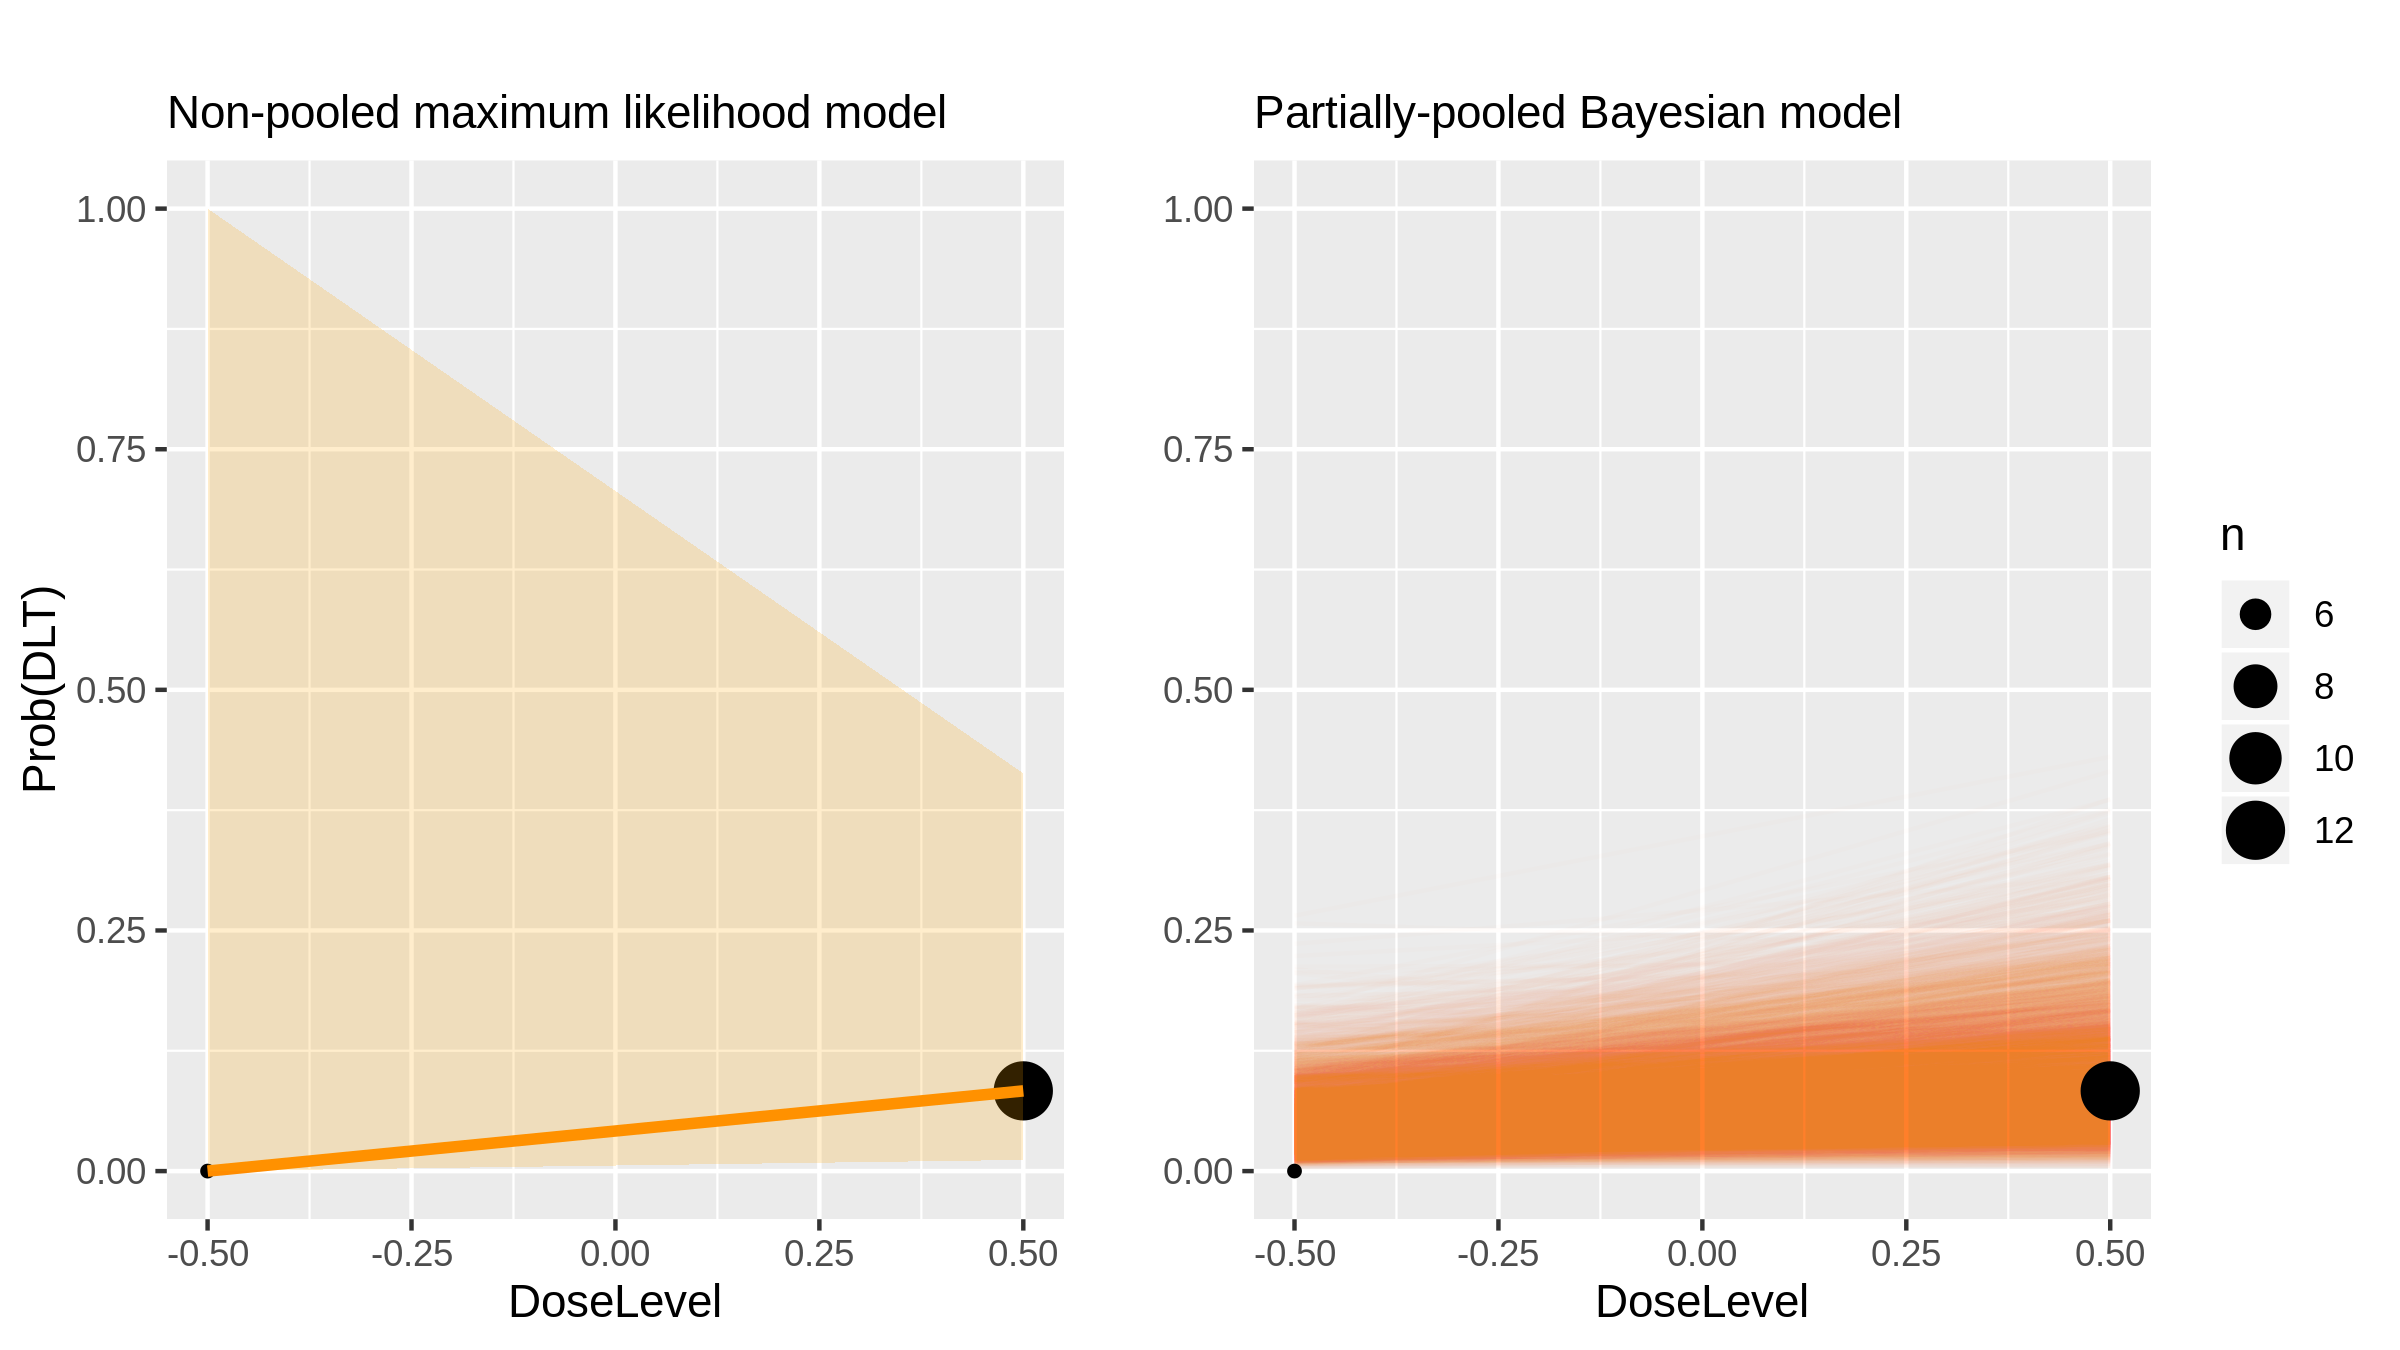 Non-pooled maximum likelihood model
Partially-pooled Bayesian model
Prob(DLT)
1.00
0.75
0.50
0.25
0.00
-0.50 -0.25 0.00 0.25 0.50
DoseLevel
1.00
0.75
0.50
0.25
0.00
-0.50 -0.25 0.00 0.25 0.50
DoseLevel
n
6
8
10
12